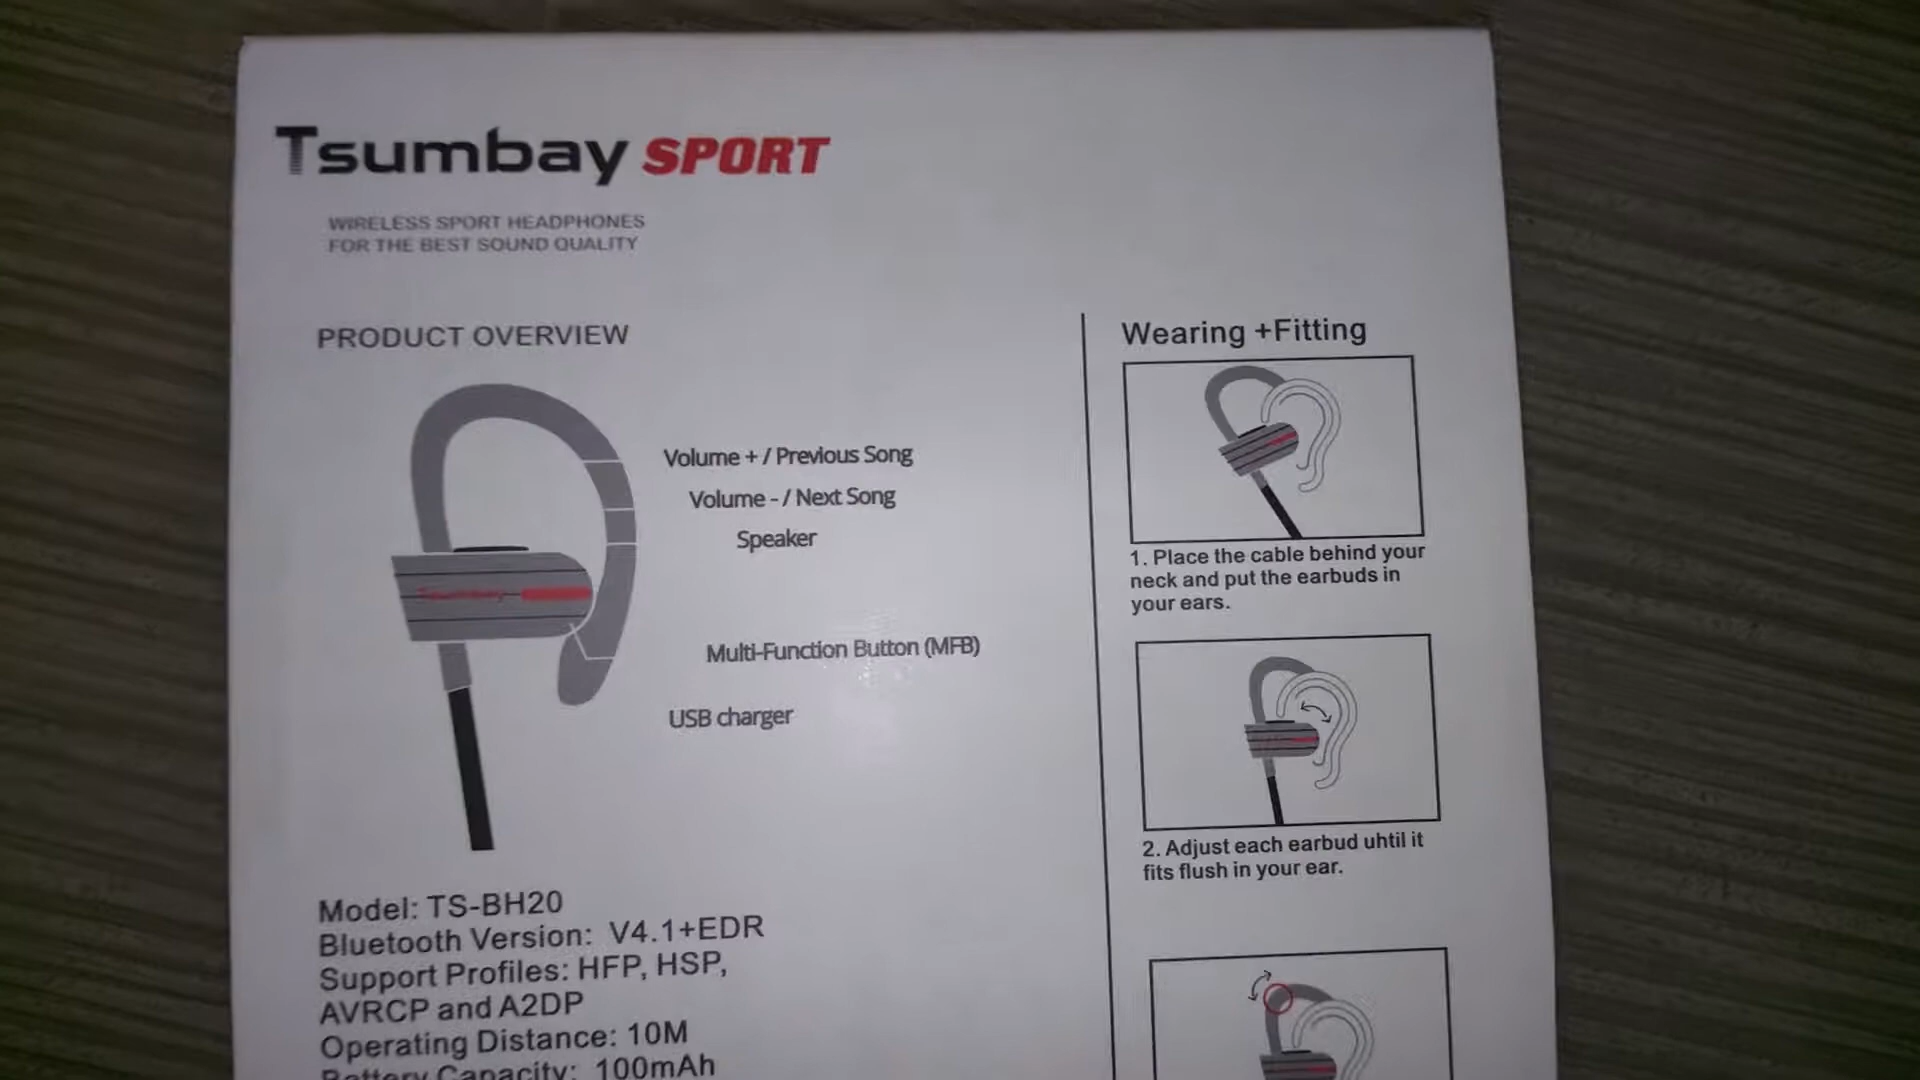 Tsumbay SPORT
WIRELESS SPORT HEADPHONES
FOR THE BEST SOUND QUALITY
PRODUCT OVERVIEW
Volume + / Previous Song
Volume - / Next Song
Speaker
Tsumbay
Multi-Function Button (MFB)
USB charger
Model: TS-BH20
Bluetooth Version: V4.1+EDR
Support Profiles: HFP, HSP,
AVRCP and A2DP
Operating Distance: 10M
Battery Capacity: 100mAh
Wearing +Fitting
1. Place the cable behind your
neck and put the earbuds in
your ears.
2. Adjust each earbud uhtil it
fits flush in your ear.